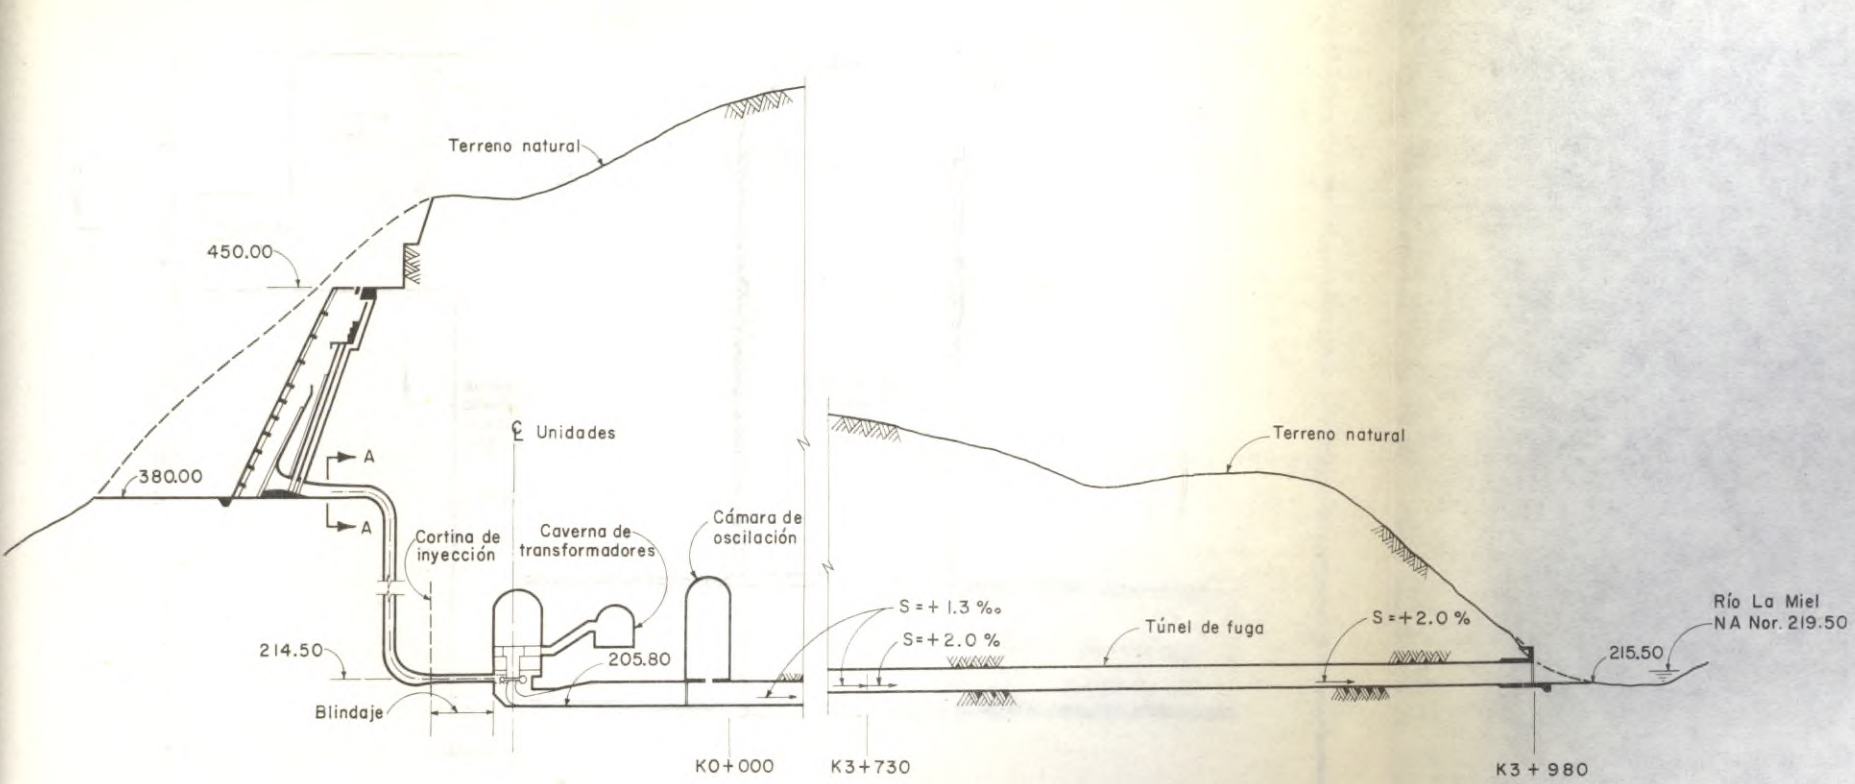 Terreno natural
450.00
℄ Unidades
Terreno natural
A
380.00
Cámara de
oscilación
A
Cortina de
inyección
Caverna de
transformadores
Río La Miel
NA Nor. 219.50
S=+ 1.3 ‰
S=+2.0 %
Túnel de fuga
S=+2.0 %
214.50
205.80
215.50
Blindaje
K0+000
K3+730
K3+980